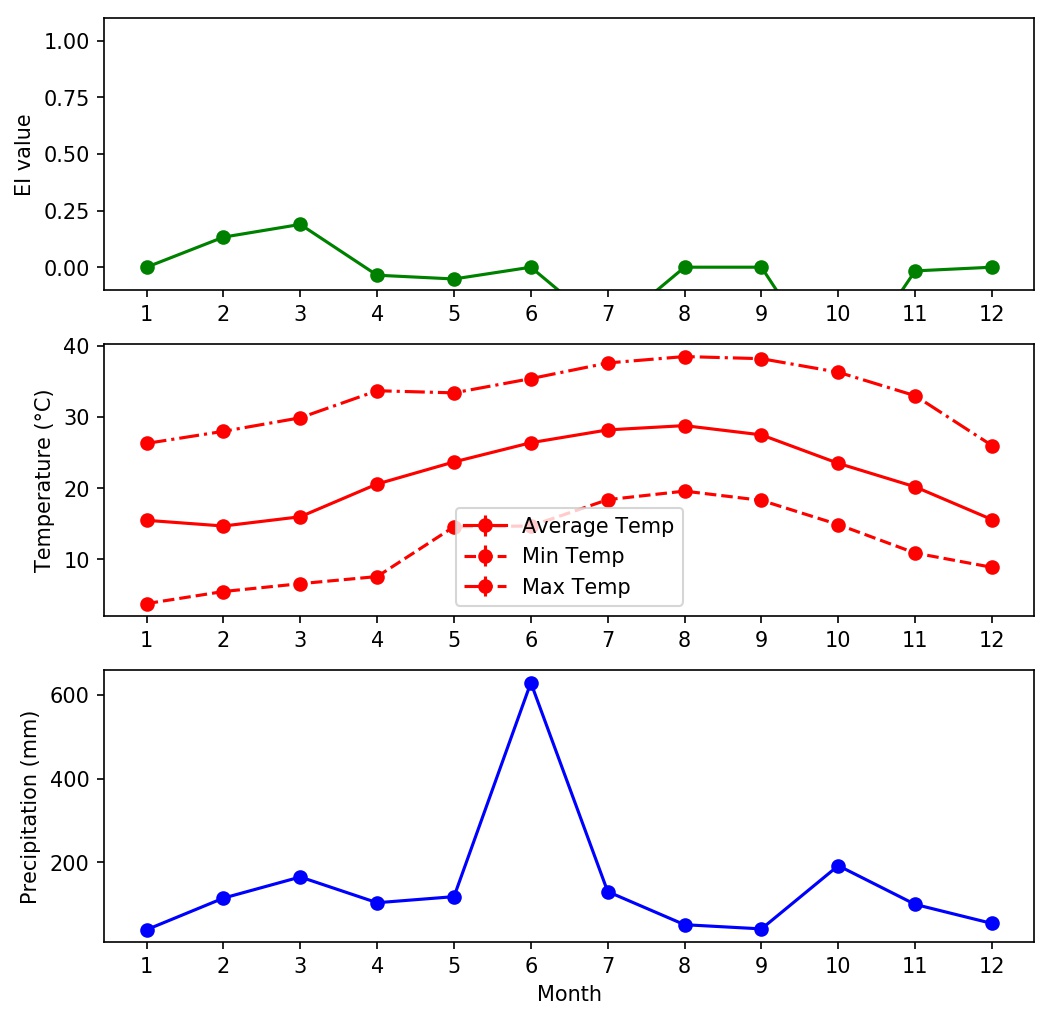 1.00
0.75
0.50
0.25
0.00
EI value
1 2 3 4 5 6 7 8 9 10 11 12
40
30
20
10
Temperature (°C)
Average Temp
Min Temp
Max Temp
1 2 3 4 5 6 7 8 9 10 11 12
600
400
200
Precipitation (mm)
1 2 3 4 5 6 7 8 9 10 11 12
Month